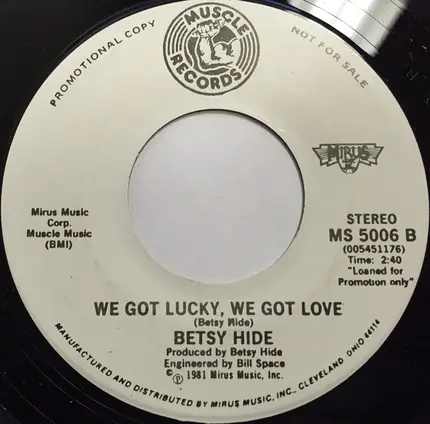 MUSCLE
RECORDS
PROMOTIONAL COPY
NOT FOR SALE
MIRUS
Mirus Music
Corp.
Muscle Music
(BMI)
STEREO
MS 5006 B
(005451176)
Time: 2:40
"Loaned for
Promotion only"
WE GOT LUCKY, WE GOT LOVE
(Betsy Hide)
BETSY HIDE
Produced by Betsy Hide
Engineered by Bill Space
©℗ 1981 Mirus Music, Inc.
MANUFACTURED AND DISTRIBUTED BY MIRUS MUSIC, INC., CLEVELAND, OHIO 44114